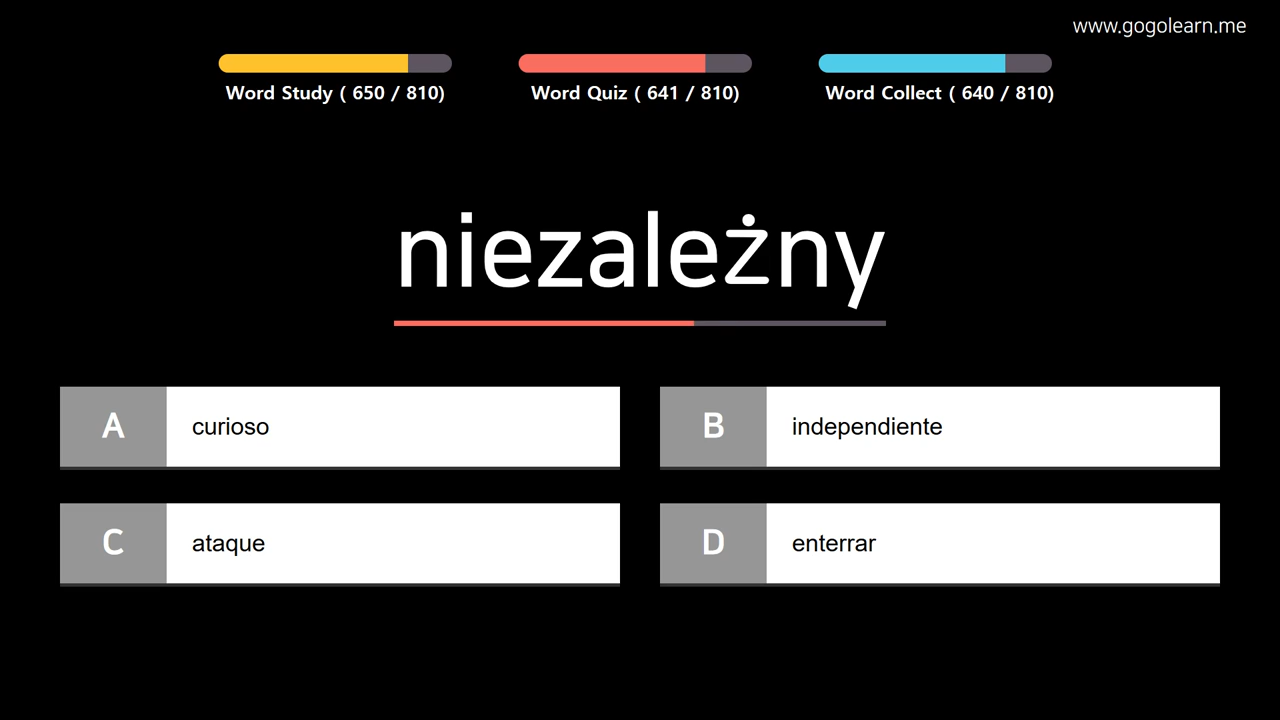 www.gogolearn.me
Word Study ( 650 / 810)
Word Quiz ( 641 / 810)
Word Collect ( 640 / 810)
niezależny
A curioso
B independiente
C ataque
D enterrar